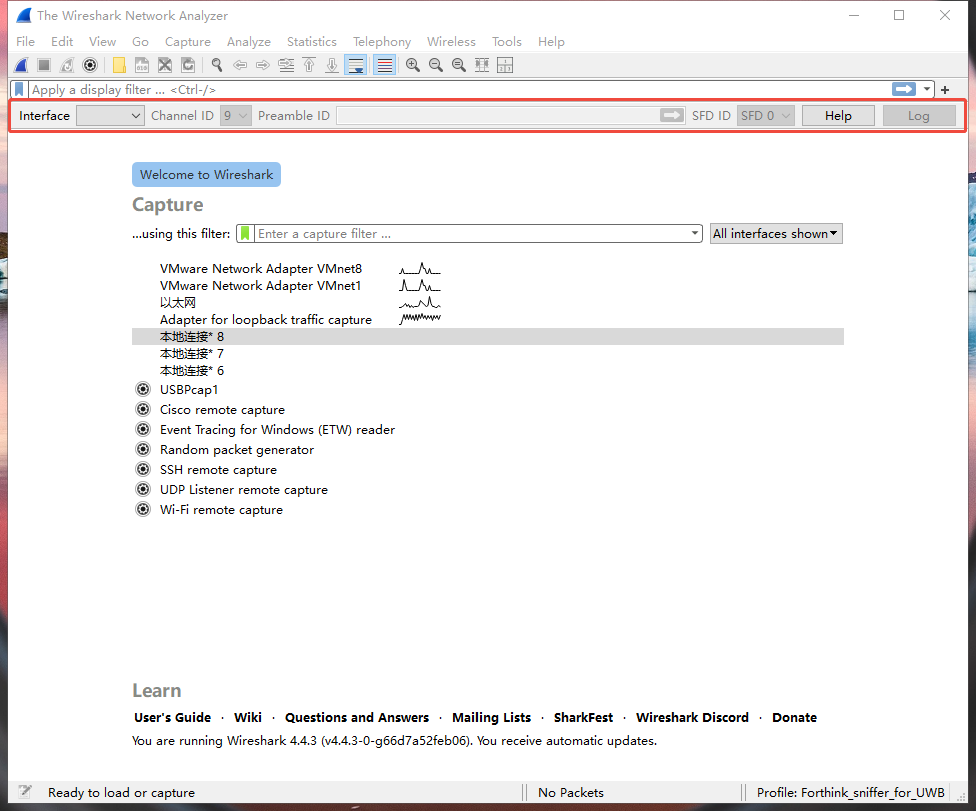 The Wireshark Network Analyzer
File Edit View Go Capture Analyze Statistics Telephony Wireless Tools Help
Apply a display filter ... <Ctrl-/>
Interface Channel ID 9 Preamble ID SFD ID SFD 0 Help Log
Welcome to Wireshark
Capture
...using this filter: Enter a capture filter ... All interfaces shown
VMware Network Adapter VMnet8
VMware Network Adapter VMnet1
以太网
Adapter for loopback traffic capture
本地连接* 8
本地连接* 7
本地连接* 6
USBPcap1
Cisco remote capture
Event Tracing for Windows (ETW) reader
Random packet generator
SSH remote capture
UDP Listener remote capture
Wi-Fi remote capture
Learn
User's Guide · Wiki · Questions and Answers · Mailing Lists · SharkFest · Wireshark Discord · Donate
You are running Wireshark 4.4.3 (v4.4.3-0-g66d7a52feb06). You receive automatic updates.
Ready to load or capture No Packets Profile: Forthink_sniffer_for_UWB